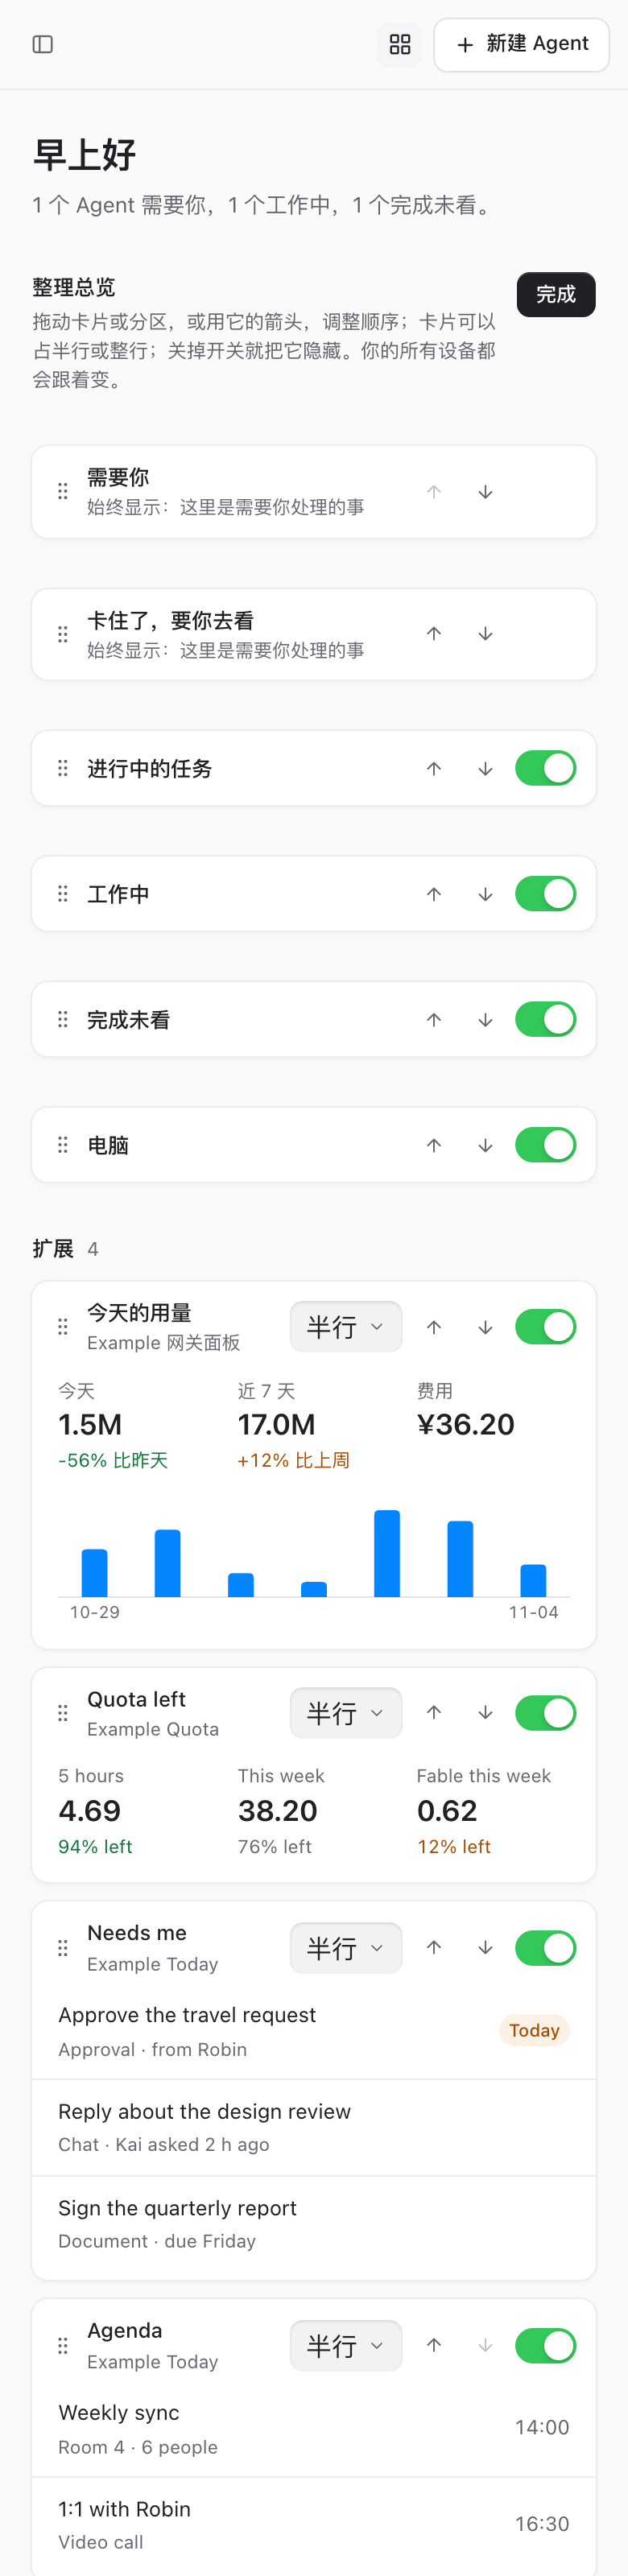 新建 Agent
早上好
1 个 Agent 需要你，1 个工作中，1 个完成未看。
整理总览
完成
拖动卡片或分区，或用它的箭头，调整顺序；卡片可以
占半行或整行；关掉开关就把它隐藏。你的所有设备都
会跟着变。
需要你
始终显示：这里是需要你处理的事
卡住了，要你去看
始终显示：这里是需要你处理的事
进行中的任务
工作中
完成未看
电脑
扩展 4
今天的用量
Example 网关面板
半行
今天 近 7 天 费用
1.5M 17.0M ¥36.20
-56% 比昨天 +12% 比上周
10-29 11-04
Quota left
Example Quota
半行
5 hours This week Fable this week
4.69 38.20 0.62
94% left 76% left 12% left
Needs me
Example Today
半行
Approve the travel request
Approval · from Robin
Today
Reply about the design review
Chat · Kai asked 2 h ago
Sign the quarterly report
Document · due Friday
Agenda
Example Today
半行
Weekly sync
Room 4 · 6 people
14:00
1:1 with Robin
Video call
16:30